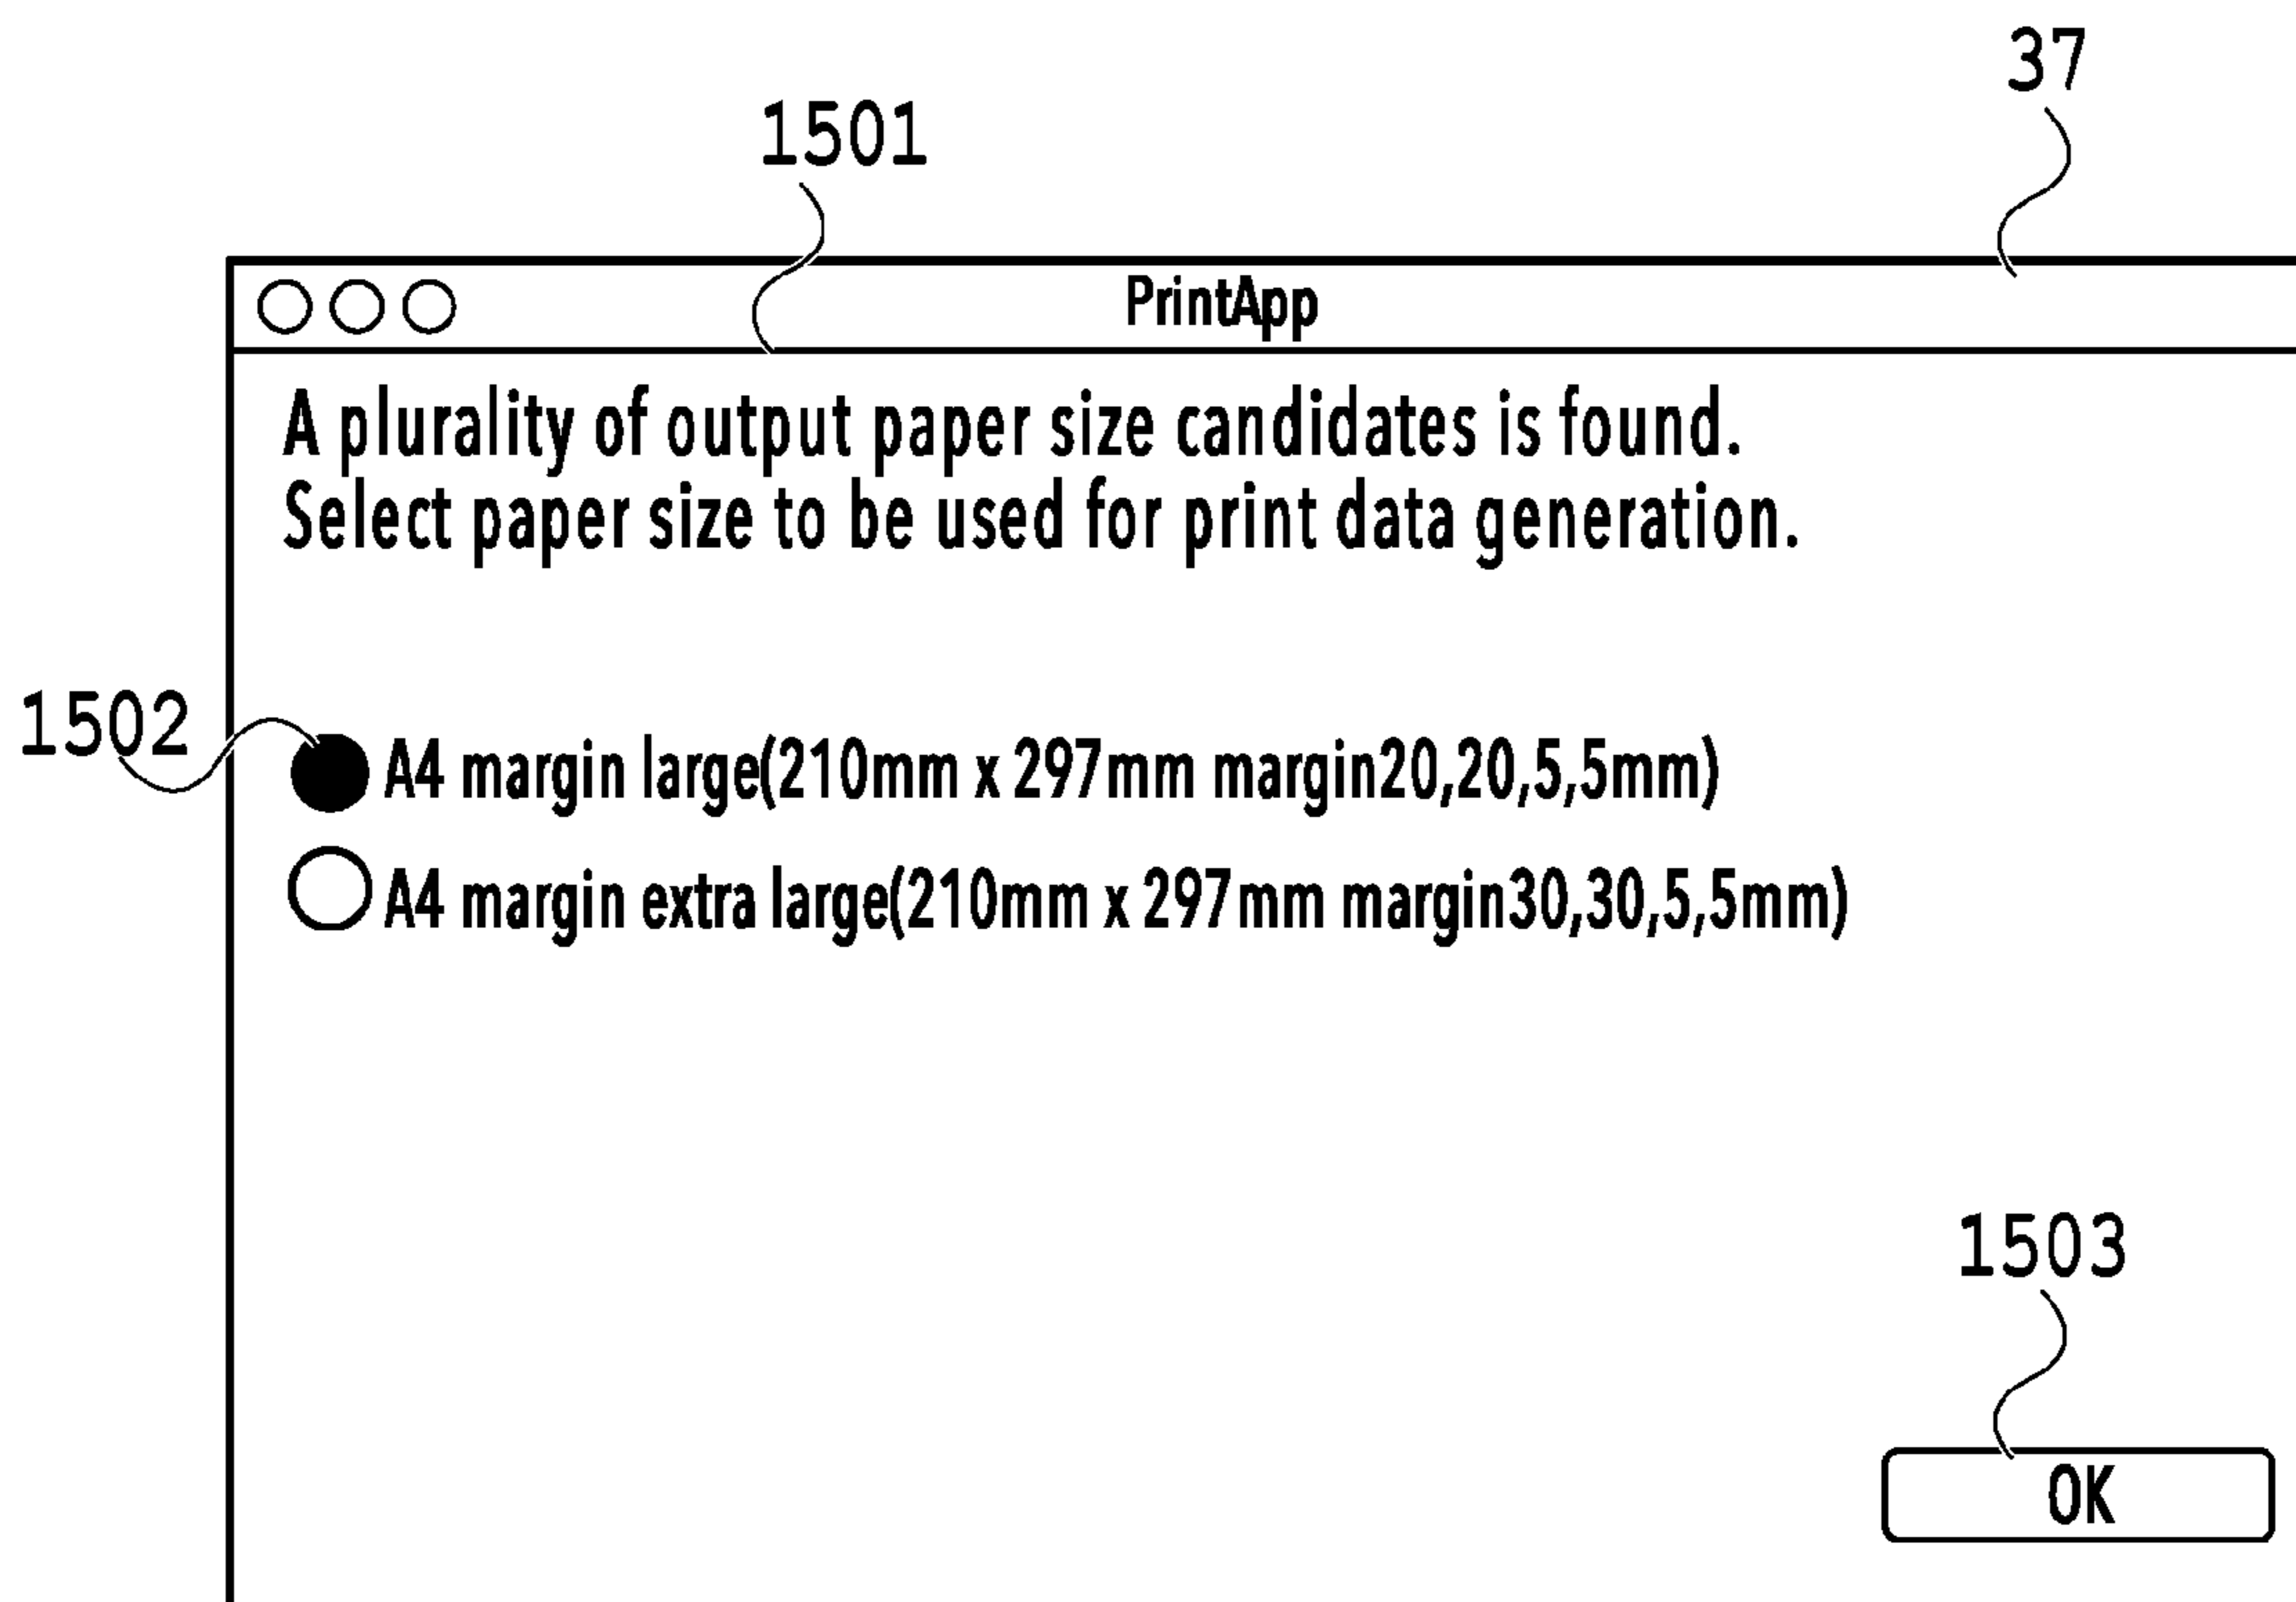 37
1501
PrintApp
A plurality of output paper size candidates is found.
Select paper size to be used for print data generation.
1502
A4 margin large(210mm x 297mm margin20,20,5,5mm)
A4 margin extra large(210mm x 297mm margin30,30,5,5mm)
1503
OK